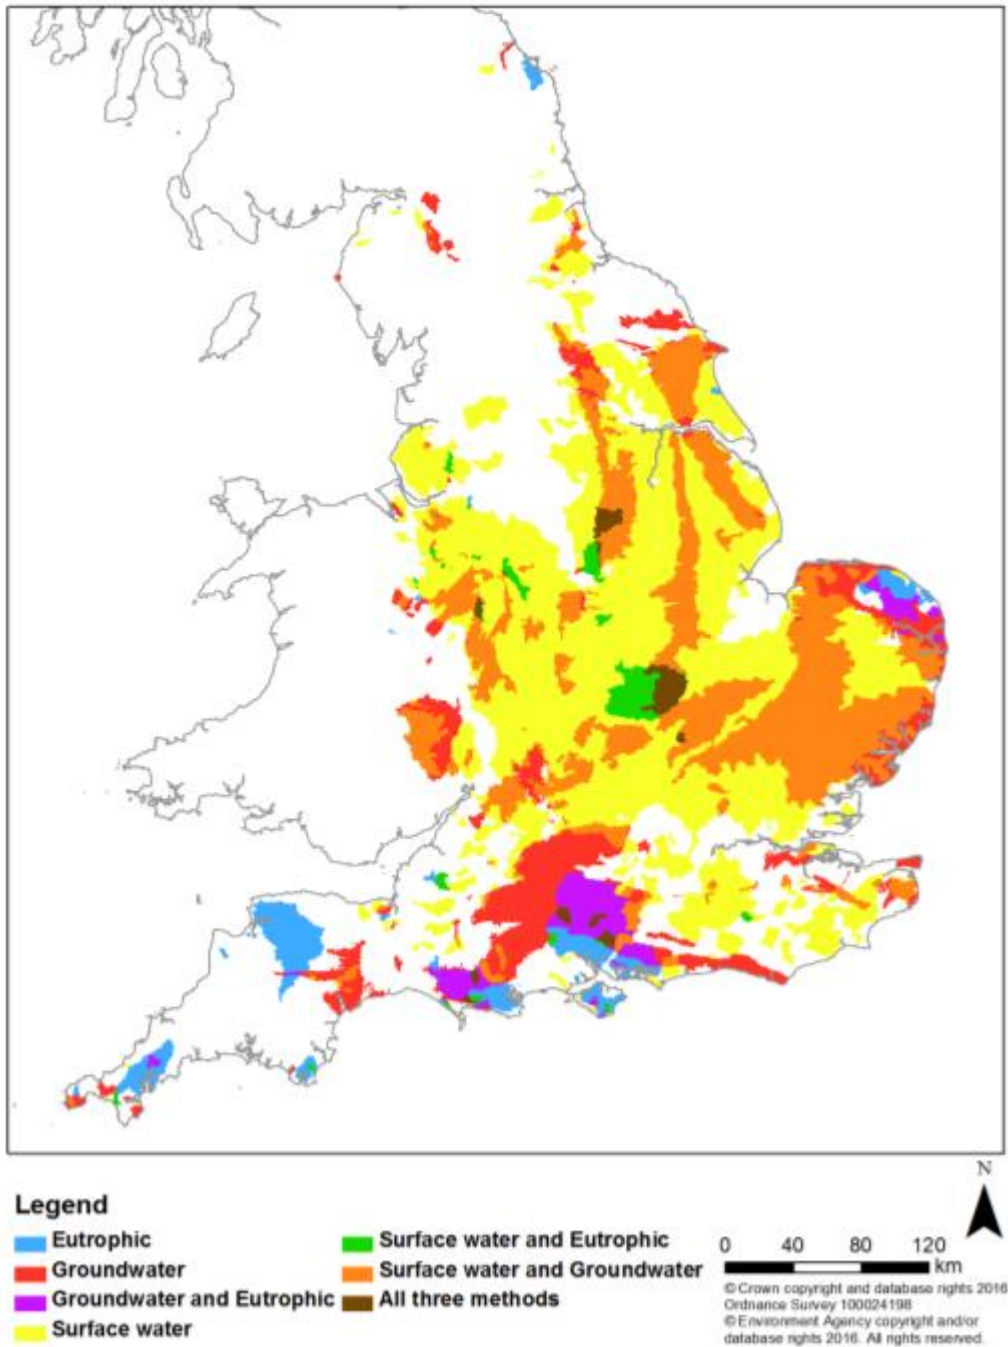 N
Legend
Eutrophic
Groundwater
Groundwater and Eutrophic
Surface water
Surface water and Eutrophic
Surface water and Groundwater
All three methods
0 40 80 120
km
© Crown copyright and database rights 2016
Ordnance Survey 100024198
© Environment Agency copyright and/or
database rights 2016. All rights reserved.